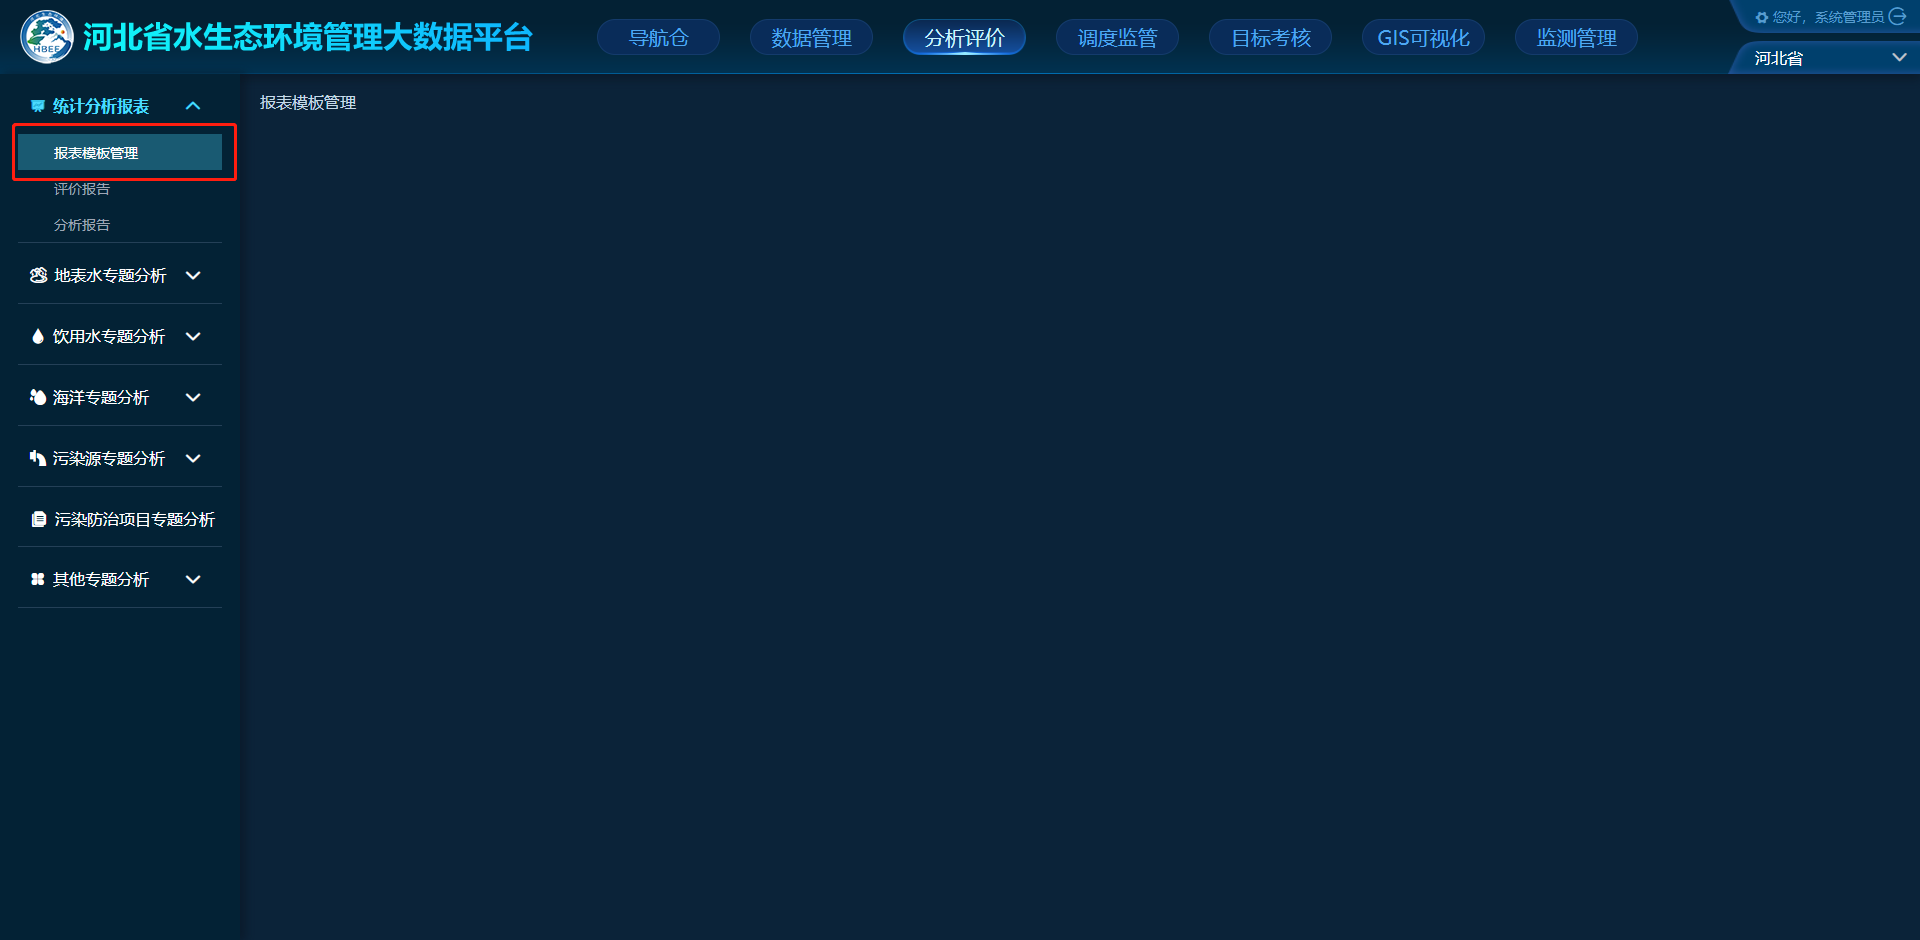 HBEE
河北省水生态环境管理大数据平台
导航仓
数据管理
分析评价
调度监管
目标考核
GIS可视化
监测管理
您好，系统管理员
河北省
统计分析报表
报表模板管理
报表模板管理
评价报告
分析报告
地表水专题分析
饮用水专题分析
海洋专题分析
污染源专题分析
污染防治项目专题分析
其他专题分析